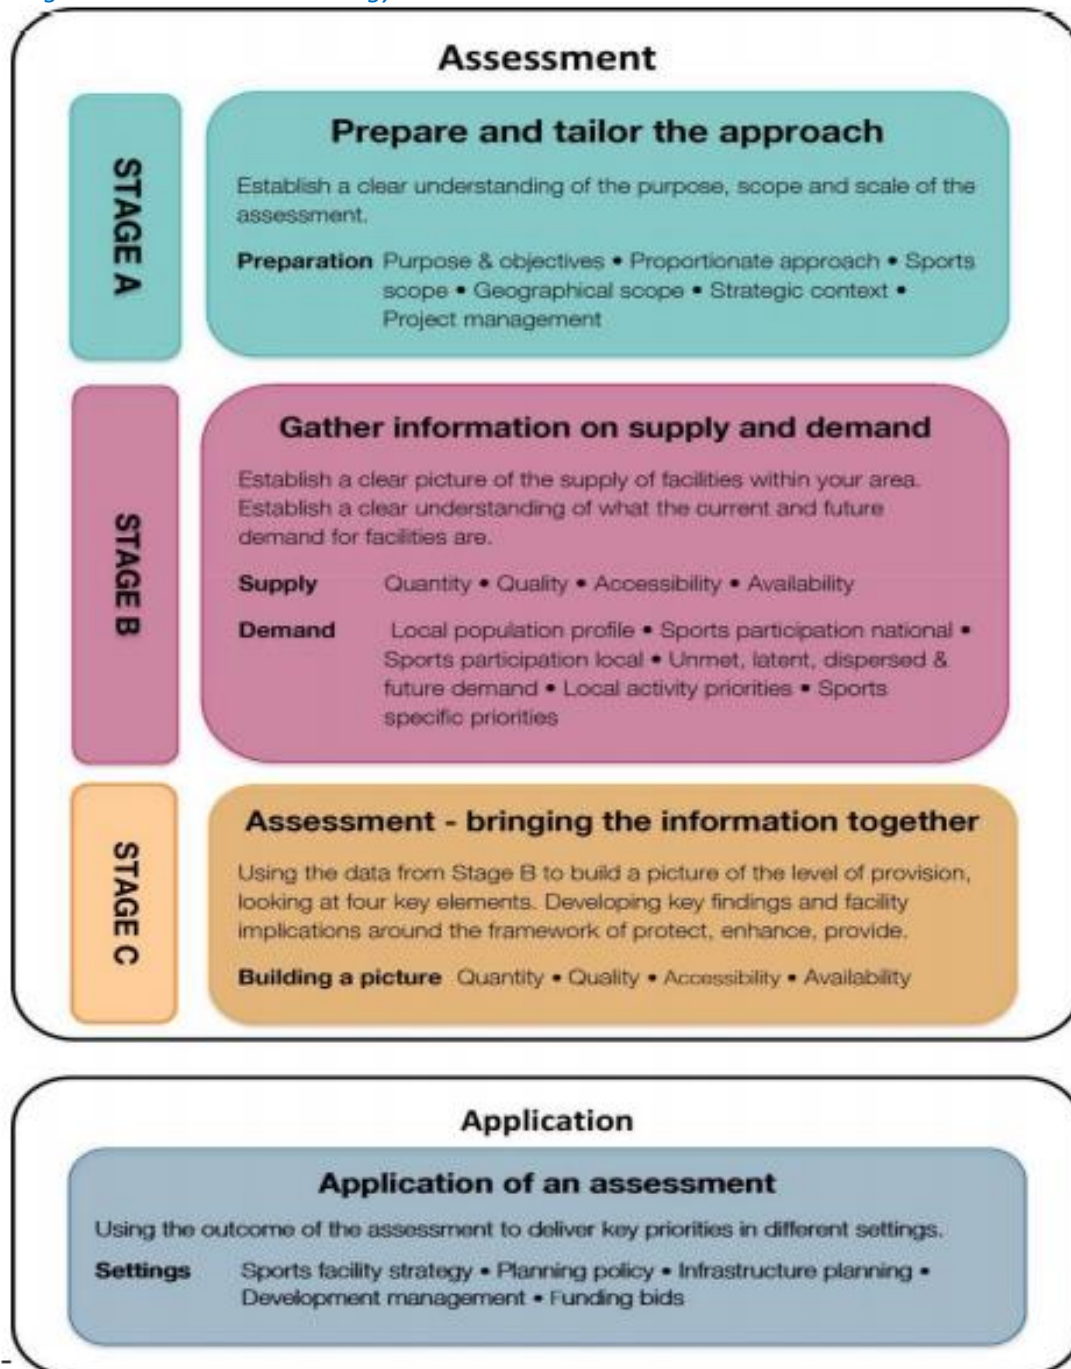 Assessment
STAGE A
Prepare and tailor the approach
Establish a clear understanding of the purpose, scope and scale of the
assessment.
Preparation Purpose & objectives • Proportionate approach • Sports
scope • Geographical scope • Strategic context •
Project management
STAGE B
Gather information on supply and demand
Establish a clear picture of the supply of facilities within your area.
Establish a clear understanding of what the current and future
demand for facilities are.
Supply Quantity • Quality • Accessibility • Availability
Demand Local population profile • Sports participation national •
Sports participation local • Unmet, latent, dispersed &
future demand • Local activity priorities • Sports
specific priorities
STAGE C
Assessment - bringing the information together
Using the data from Stage B to build a picture of the level of provision,
looking at four key elements. Developing key findings and facility
implications around the framework of protect, enhance, provide.
Building a picture Quantity • Quality • Accessibility • Availability
Application
Application of an assessment
Using the outcome of the assessment to deliver key priorities in different settings.
Settings Sports facility strategy • Planning policy • Infrastructure planning •
Development management • Funding bids
-